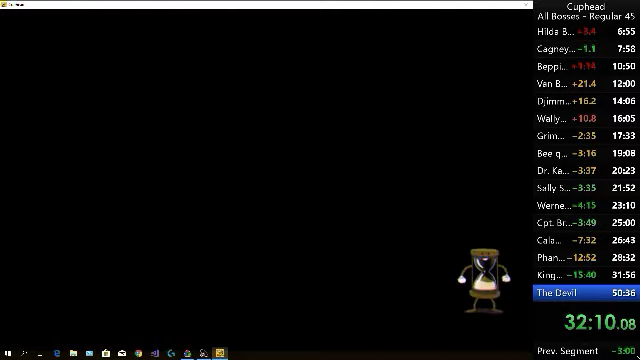 Cuphead
Cuphead
All Bosses - Regular 45
Hilda B... +3.4 6:55
Cagney... −1.1 7:58
Beppi... +1:14 10:50
Van B... +21.4 12:00
Djimm... +16.2 14:06
Wally... +10.8 16:05
Grim... −2:35 17:33
Bee q... −3:16 19:08
Dr. Ka... −3:37 20:23
Sally S... −3:35 21:52
Werne... −4:15 23:10
Cpt. Br... −3:49 25:00
Cala... −7:32 26:43
Phan... −12:52 28:32
King... −15:40 31:56
The Devil 50:36
32:10.08
Prev. Segment −3:00